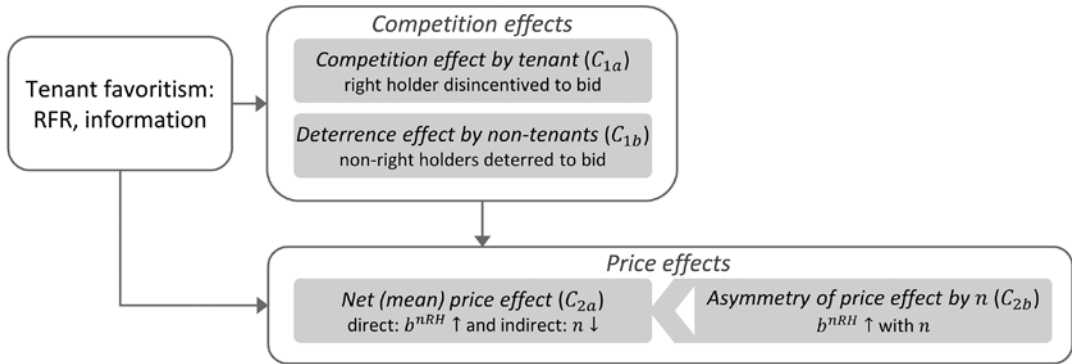 Competition effects
Competition effect by tenant (C1a)
right holder disincentived to bid
Tenant favoritism:
RFR, information
Deterrence effect by non-tenants (C1b)
non-right holders deterred to bid
Price effects
Net (mean) price effect (C2a)
direct: b^nRH ↑ and indirect: n ↓
Asymmetry of price effect by n (C2b)
b^nRH ↑ with n